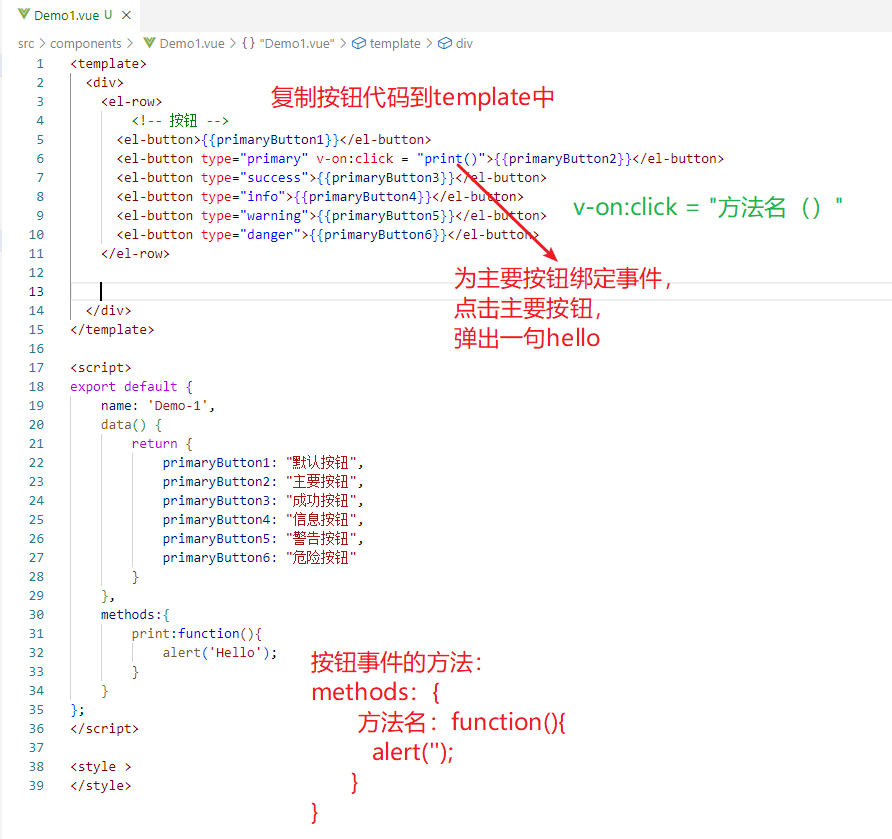 Demo1.vue U ×
src > components > Demo1.vue > {} "Demo1.vue" > template > div
1 <template>
2 <div>
3 <el-row>
复制按钮代码到template中
4 <!-- 按钮 -->
5 <el-button>{{primaryButton1}}</el-button>
6 <el-button type="primary" v-on:click = "print()">{{primaryButton2}}</el-button>
7 <el-button type="success">{{primaryButton3}}</el-button>
8 <el-button type="info">{{primaryButton4}}</el-button>
v-on:click = "方法名（）"
9 <el-button type="warning">{{primaryButton5}}</el-button>
10 <el-button type="danger">{{primaryButton6}}</el-button>
11 </el-row>
12
为主要按钮绑定事件，
13
点击主要按钮，
14 </div>
15 </template>
弹出一句hello
16
17 <script>
18 export default {
19 name: 'Demo-1',
20 data() {
21 return {
22 primaryButton1: "默认按钮",
23 primaryButton2: "主要按钮",
24 primaryButton3: "成功按钮",
25 primaryButton4: "信息按钮",
26 primaryButton5: "警告按钮",
27 primaryButton6: "危险按钮"
28 }
29 },
30 methods:{
31 print:function(){
32 alert('Hello');
33 }
34 }
35 };
36 </script>
37
38 <style >
39 </style>
按钮事件的方法：
methods：{
方法名：function(){
alert('');
}
}